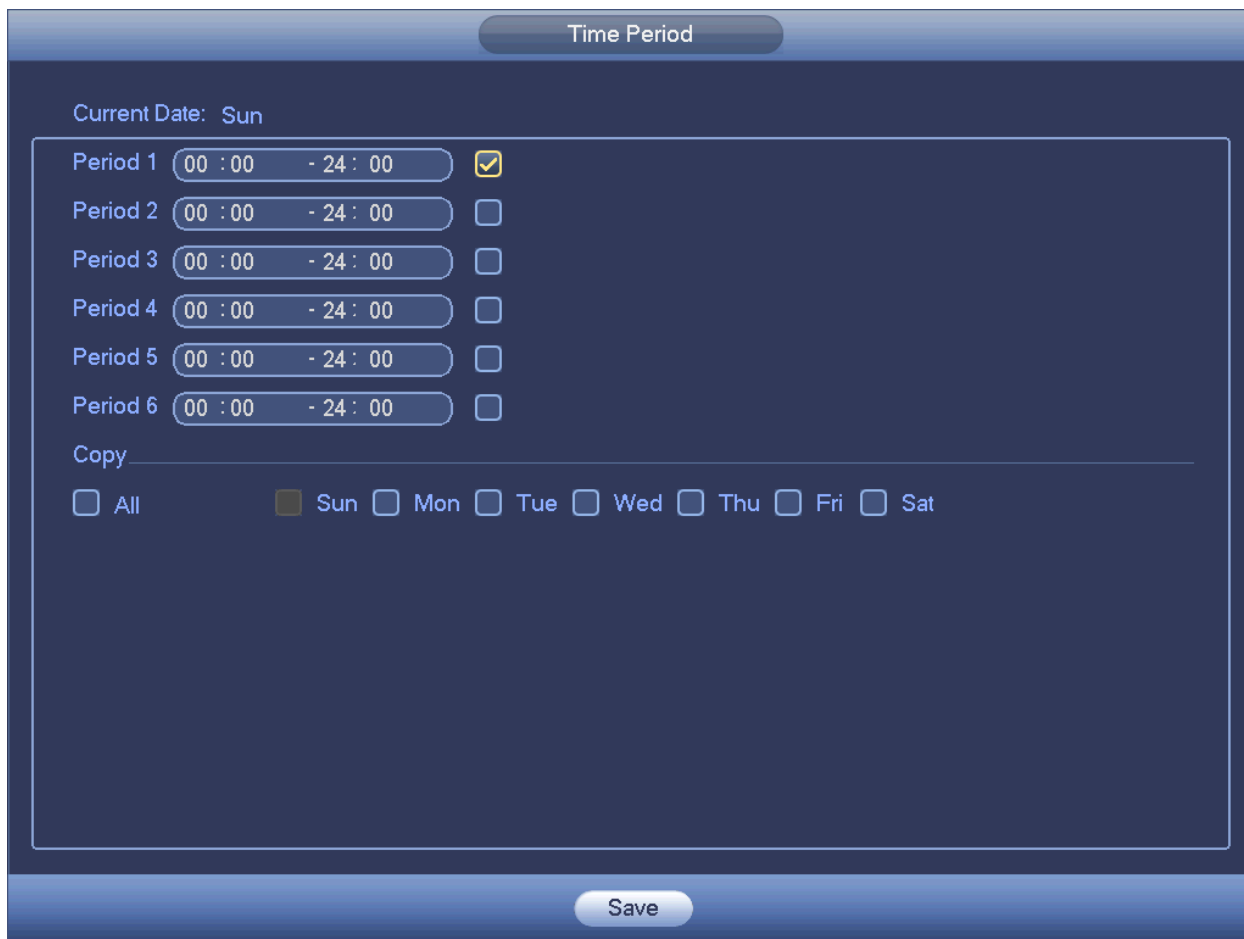 Time Period
Current Date: Sun
Period 1 00 : 00 - 24 : 00
Period 2 00 : 00 - 24 : 00
Period 3 00 : 00 - 24 : 00
Period 4 00 : 00 - 24 : 00
Period 5 00 : 00 - 24 : 00
Period 6 00 : 00 - 24 : 00
Copy
All Sun Mon Tue Wed Thu Fri Sat
Save